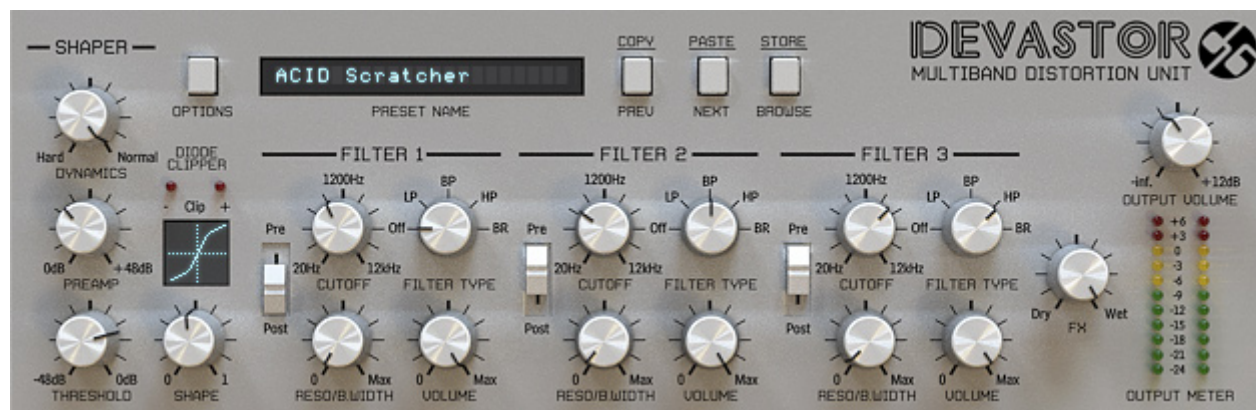 SHAPER
Hard
Normal
DYNAMICS
0dB
+48dB
PREAMP
-48dB
0dB
THRESHOLD
OPTIONS
DIODE
CLIPPER
- Clip +
0
1
SHAPE
ACID Scratcher
PRESET NAME
COPY
PREV
PASTE
NEXT
STORE
BROWSE
DEVASTOR
MULTIBAND DISTORTION UNIT
FILTER 1
Pre
Post
1200Hz
20Hz
12kHz
CUTOFF
Off
LP
BP
HP
BR
FILTER TYPE
0
Max
RESO/B.WIDTH
0
Max
VOLUME
FILTER 2
Pre
Post
1200Hz
20Hz
12kHz
CUTOFF
Off
LP
BP
HP
BR
FILTER TYPE
0
Max
RESO/B.WIDTH
0
Max
VOLUME
FILTER 3
Pre
Post
1200Hz
20Hz
12kHz
CUTOFF
Off
LP
BP
HP
BR
FILTER TYPE
0
Max
RESO/B.WIDTH
0
Max
VOLUME
Dry
Wet
FX
-inf.
+12dB
OUTPUT VOLUME
+6
+3
0
-3
-6
-9
-12
-15
-18
-21
-24
OUTPUT METER